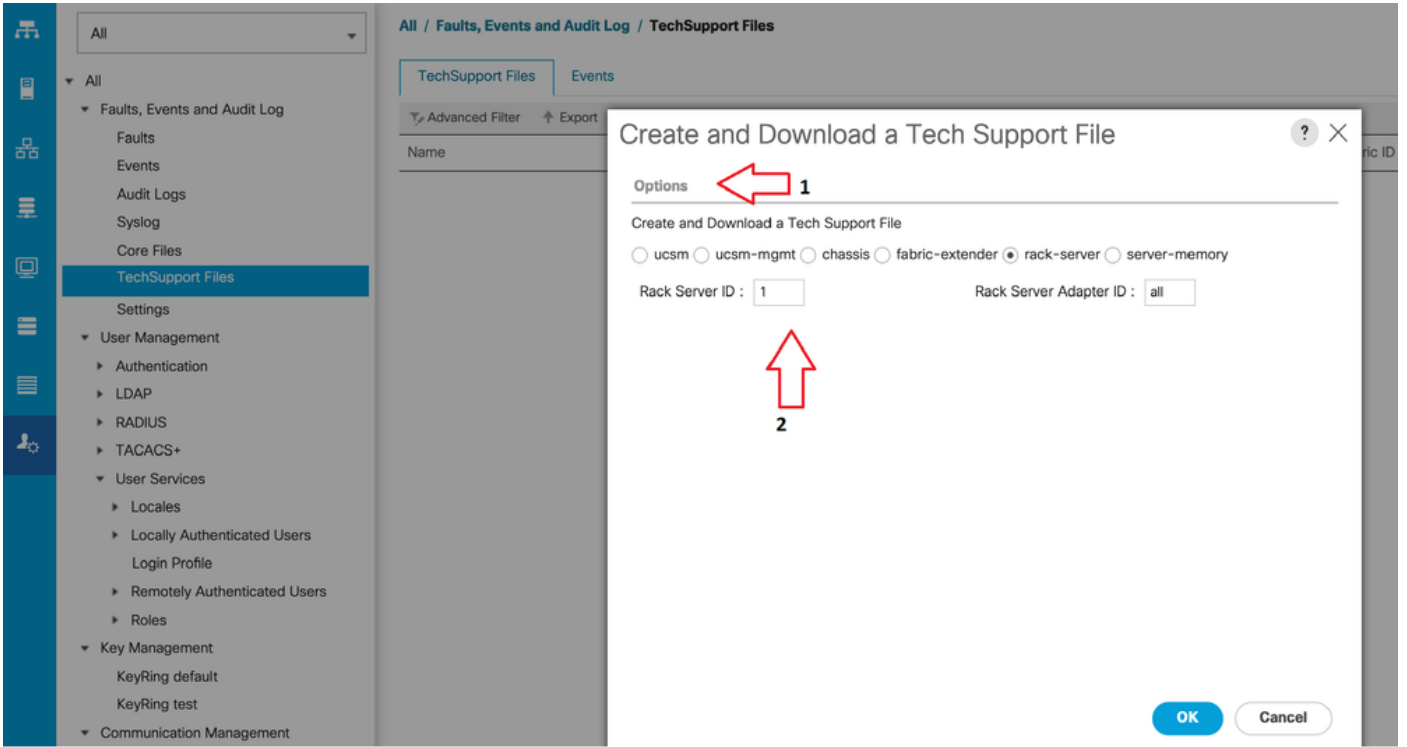 All
All
Faults, Events and Audit Log
Faults
Events
Audit Logs
Syslog
Core Files
TechSupport Files
Settings
User Management
Authentication
LDAP
RADIUS
TACACS+
User Services
Locales
Locally Authenticated Users
Login Profile
Remotely Authenticated Users
Roles
Key Management
KeyRing default
KeyRing test
Communication Management
All / Faults, Events and Audit Log / TechSupport Files
TechSupport Files Events
Advanced Filter Export
Name
ric ID
Create and Download a Tech Support File ?
Options 1
Create and Download a Tech Support File
ucsm ucsm-mgmt chassis fabric-extender rack-server server-memory
Rack Server ID : 1 Rack Server Adapter ID : all
2
OK Cancel